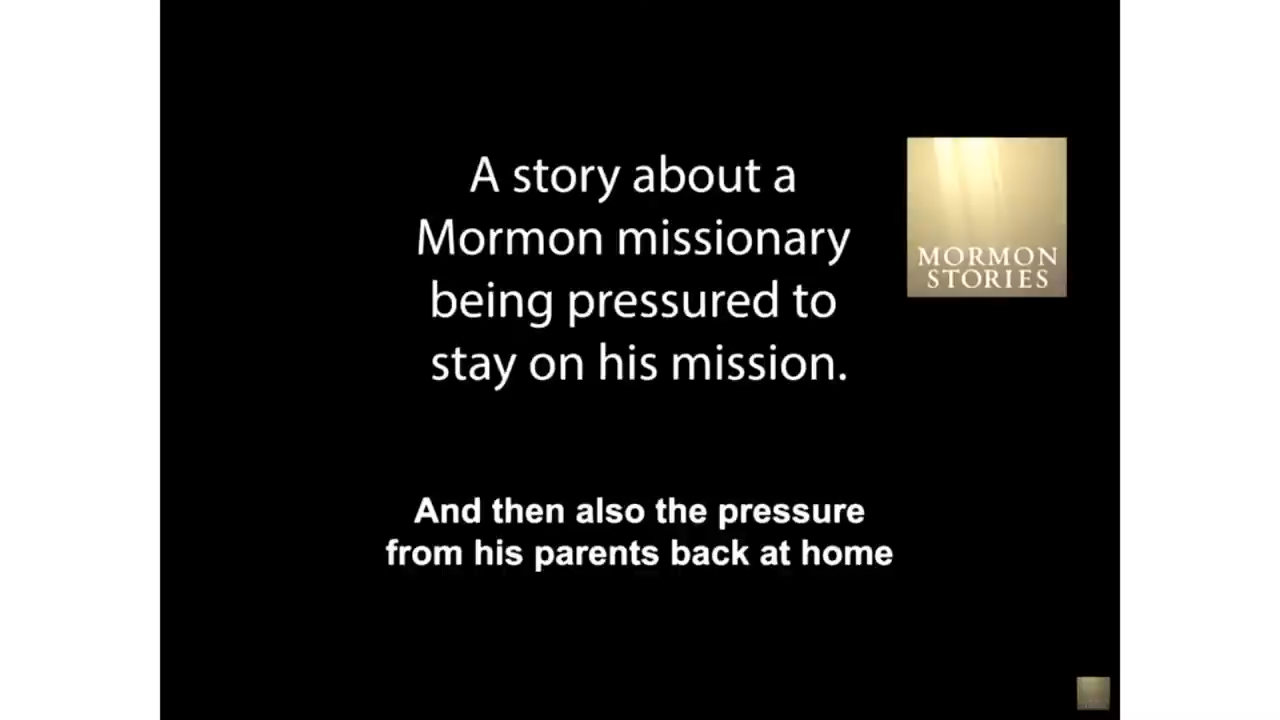 A story about a
Mormon missionary
being pressured to
stay on his mission.
MORMON
STORIES
And then also the pressure
from his parents back at home